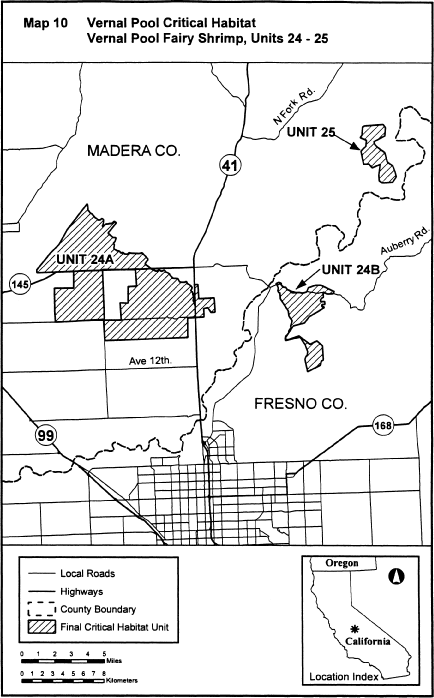 Map 10 Vernal Pool Critical Habitat
Vernal Pool Fairy Shrimp, Units 24 - 25
N Fork Rd.
UNIT 25
MADERA CO.
41
Auberry Rd.
UNIT 24A
UNIT 24B
145
Ave 12th.
FRESNO CO.
168
99
Local Roads
Highways
County Boundary
Final Critical Habitat Unit
0 1 2 3 4 5
Miles
0 1 2 3 4 5 6 7 8
Kilometers
Oregon
California
Location Index